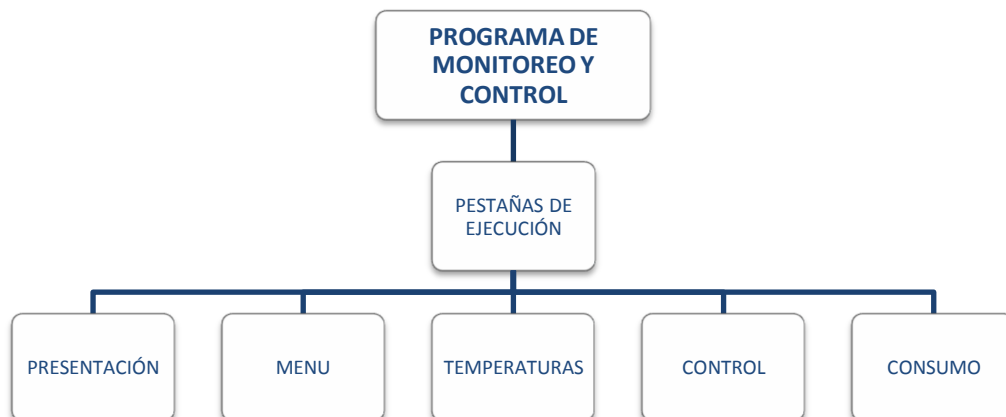 PROGRAMA DE
MONITOREO Y
CONTROL
PESTAÑAS DE
EJECUCIÓN
PRESENTACIÓN
MENU
TEMPERATURAS
CONTROL
CONSUMO